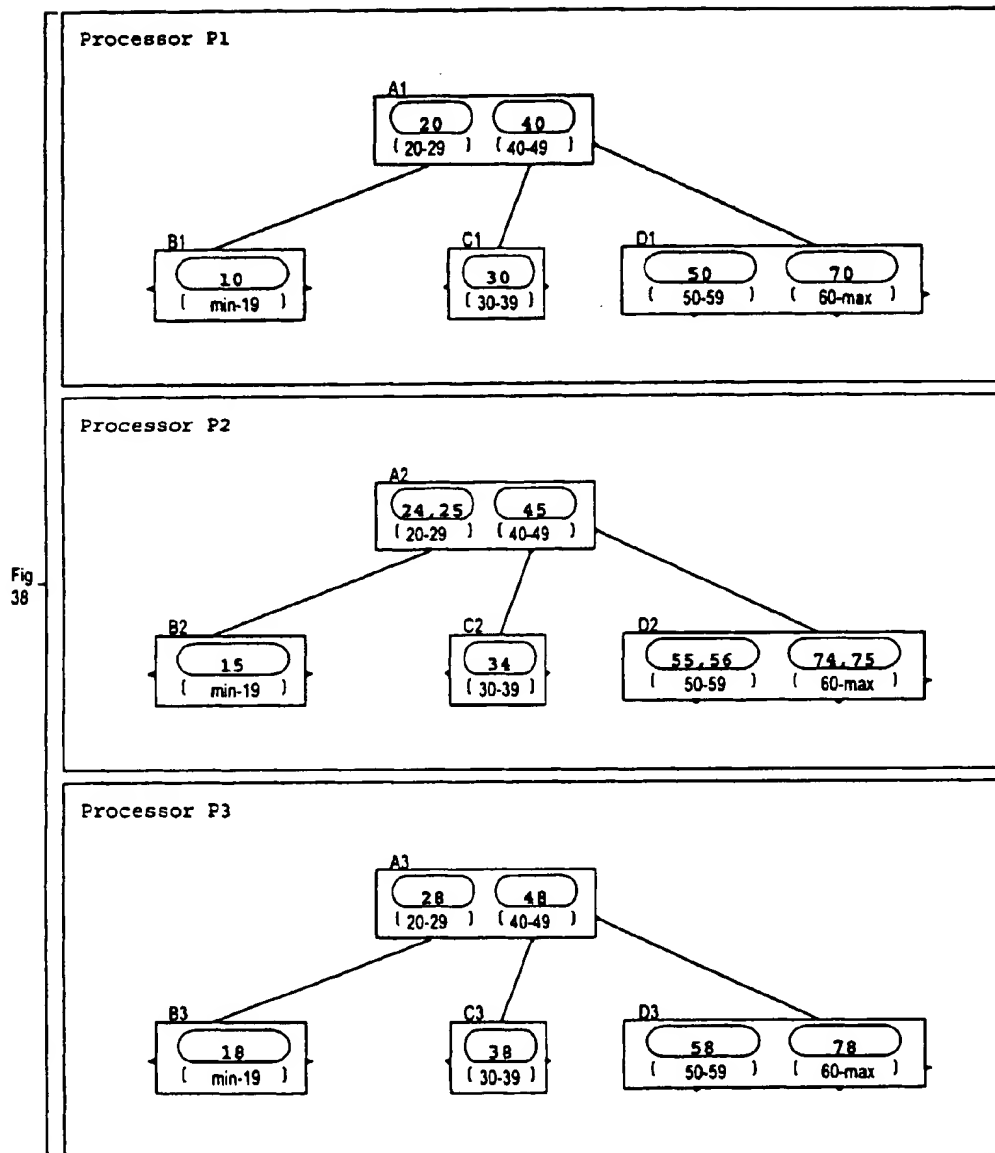 Processor P1
A1
20 40
( 20-29 ) ( 40-49 )
B1 C1 D1
10 30 50 70
( min-19 ) ( 30-39 ) ( 50-59 ) ( 60-max )
Processor P2
A2
24,25 45
( 20-29 ) ( 40-49 )
Fig
38
B2 C2 D2
15 34 55,56 74,75
( min-19 ) ( 30-39 ) ( 50-59 ) ( 60-max )
Processor P3
A3
28 48
( 20-29 ) ( 40-49 )
B3 C3 D3
18 38 58 78
( min-19 ) ( 30-39 ) ( 50-59 ) ( 60-max )